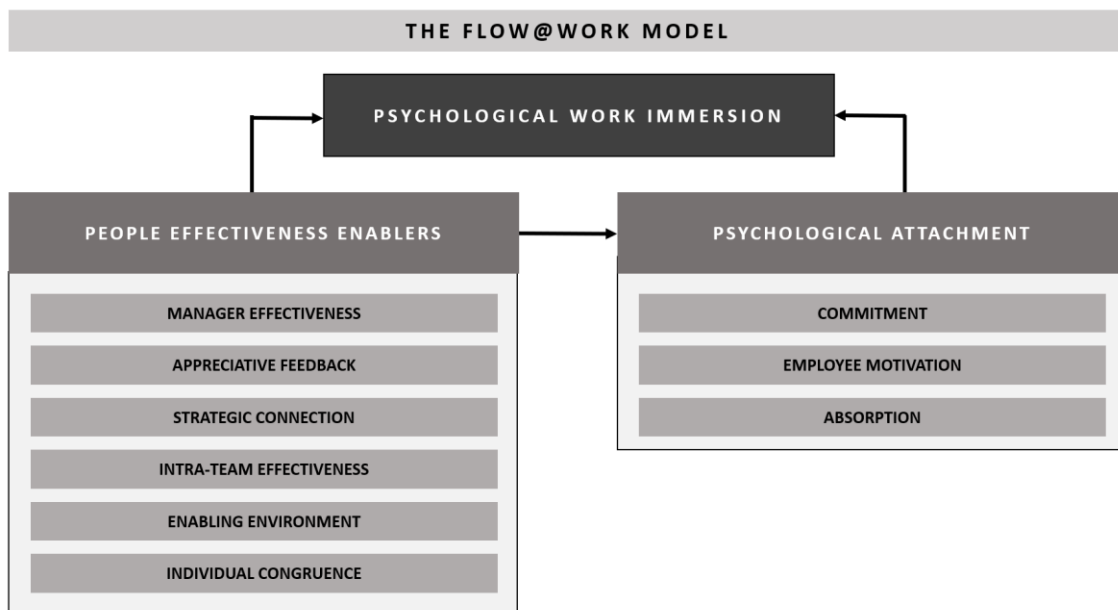 THE FLOW@WORK MODEL
PSYCHOLOGICAL WORK IMMERSION
PEOPLE EFFECTIVENESS ENABLERS
MANAGER EFFECTIVENESS
APPRECIATIVE FEEDBACK
STRATEGIC CONNECTION
INTRA-TEAM EFFECTIVENESS
ENABLING ENVIRONMENT
INDIVIDUAL CONGRUENCE
PSYCHOLOGICAL ATTACHMENT
COMMITMENT
EMPLOYEE MOTIVATION
ABSORPTION